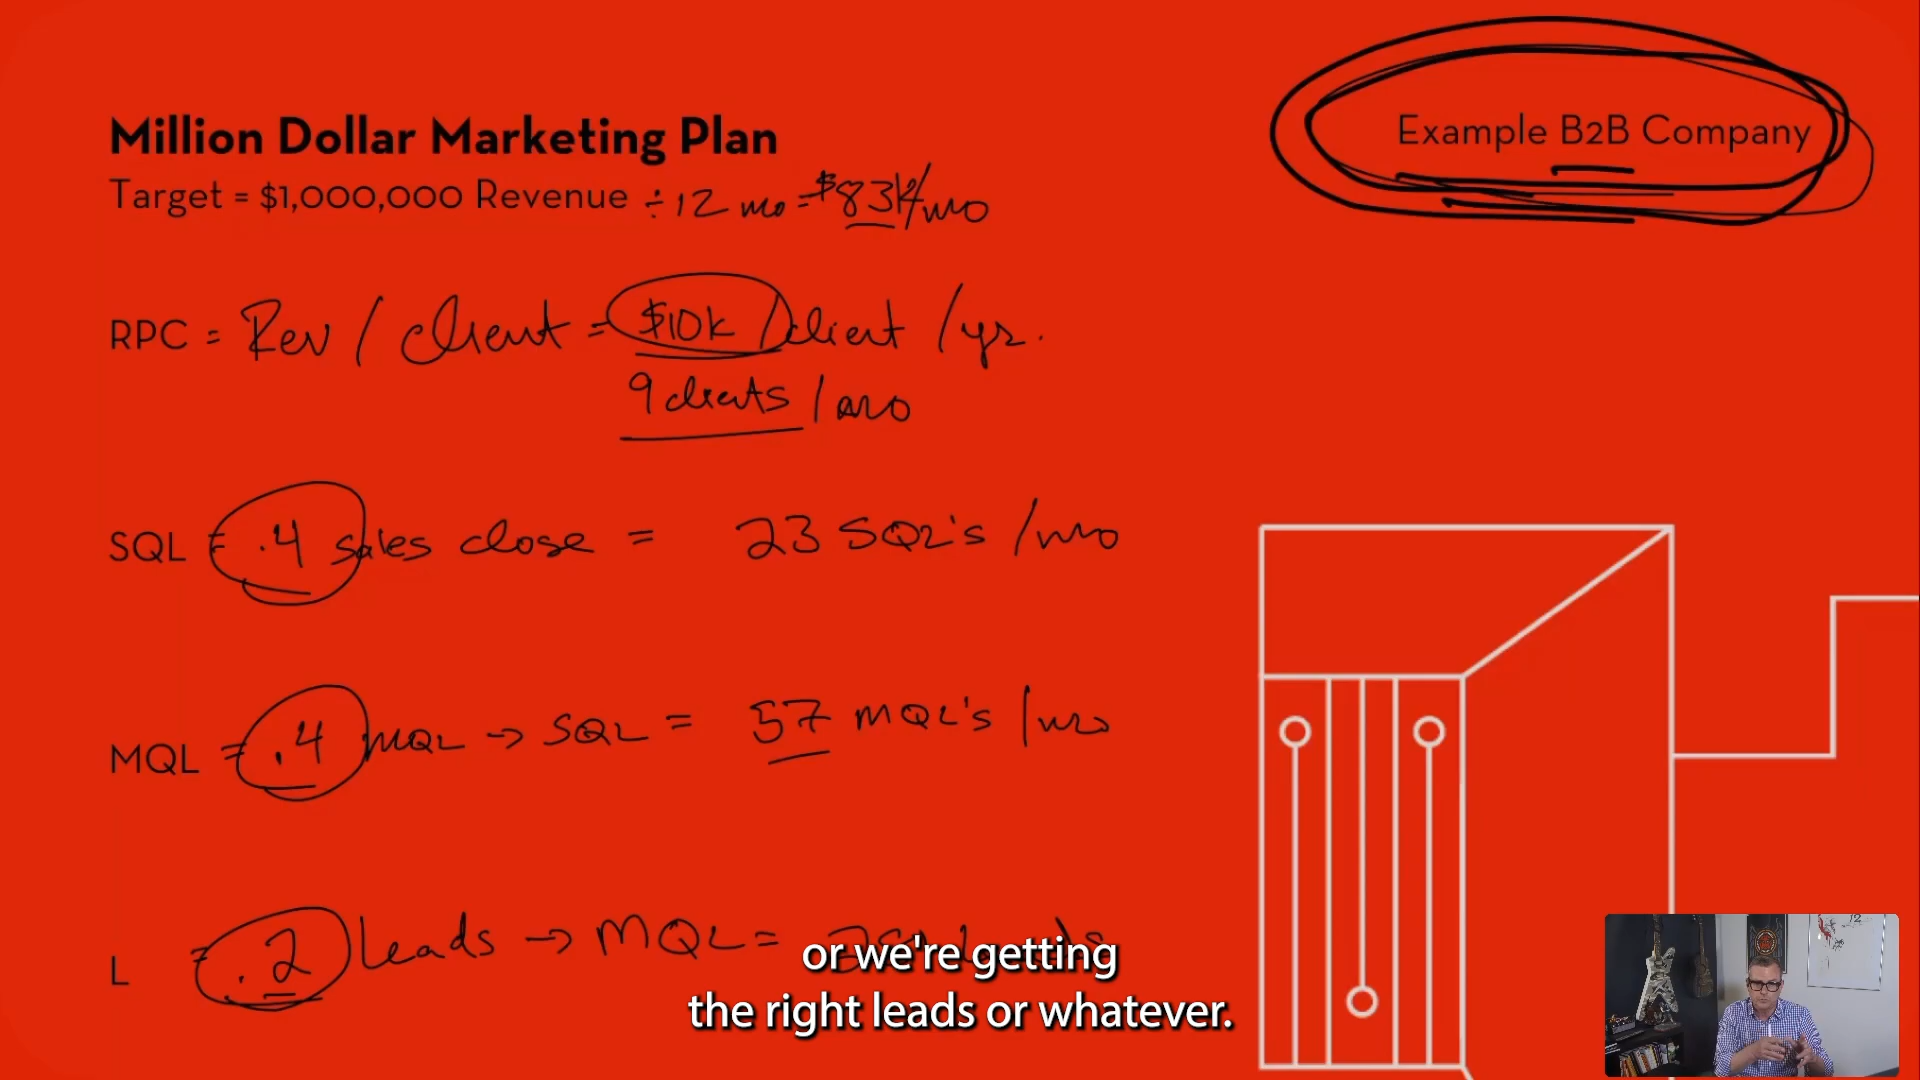 Example B2B Company
Million Dollar Marketing Plan
Target = $1,000,000 Revenue ÷ 12 mo = $83k/mo
RPC = Rev / client = $10k / client / yr.
9 clients / mo
SQL = .4 sales close = 23 SQL's / mo
MQL = .4 MQL → SQL = 57 MQL's / mo
L = .2 leads → MQL =
or we're getting
the right leads or whatever.